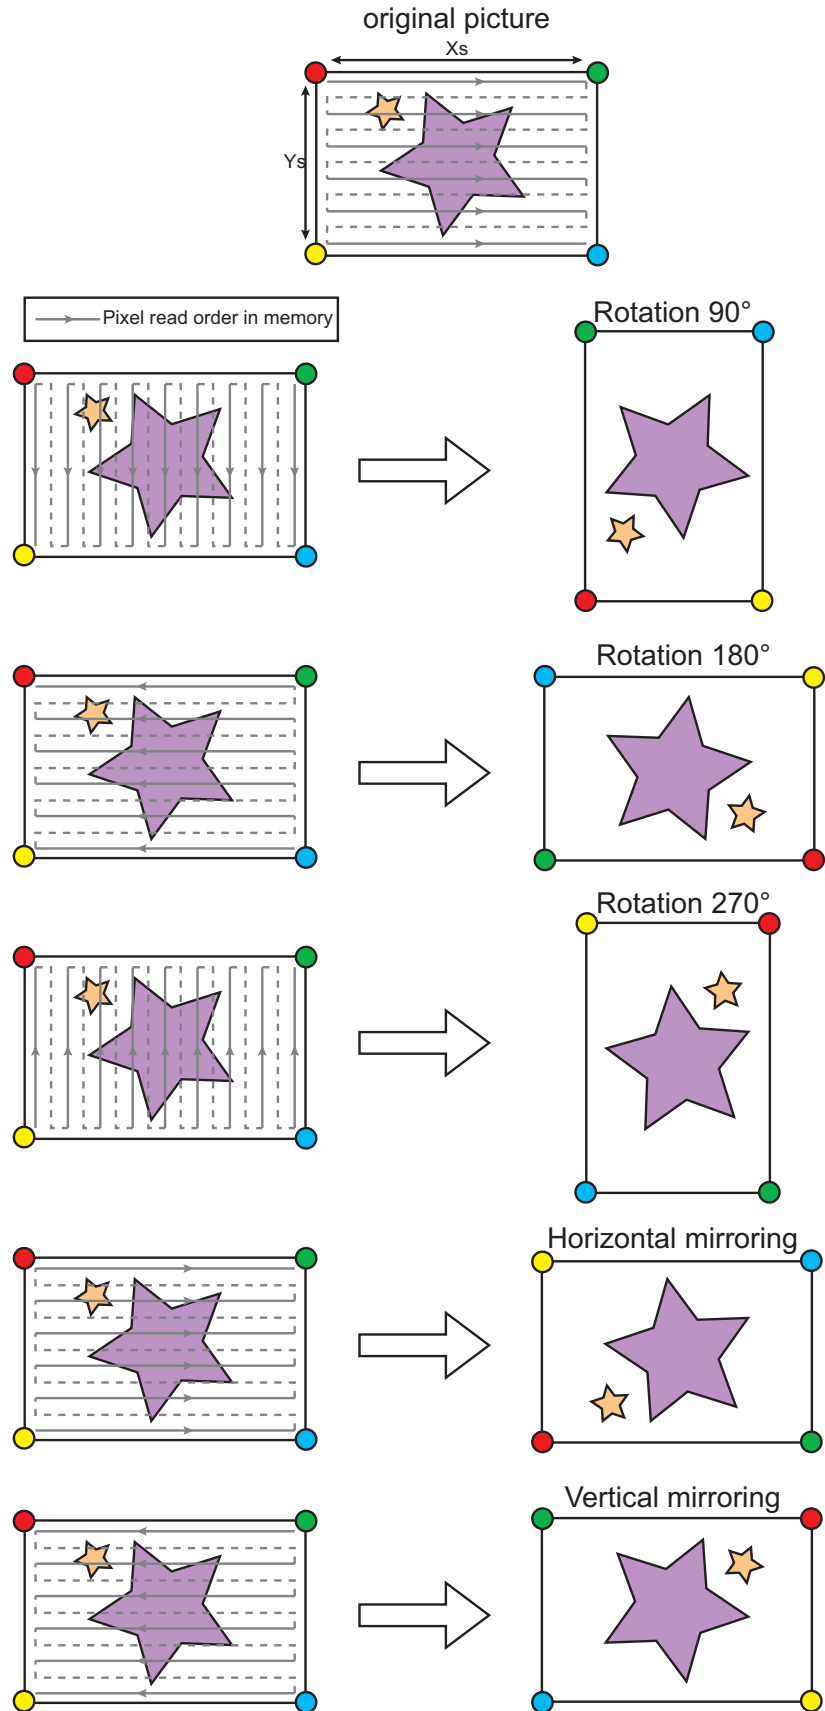 original picture
Xs
Ys
Pixel read order in memory
Rotation 90°
Rotation 180°
Rotation 270°
Horizontal mirroring
Vertical mirroring